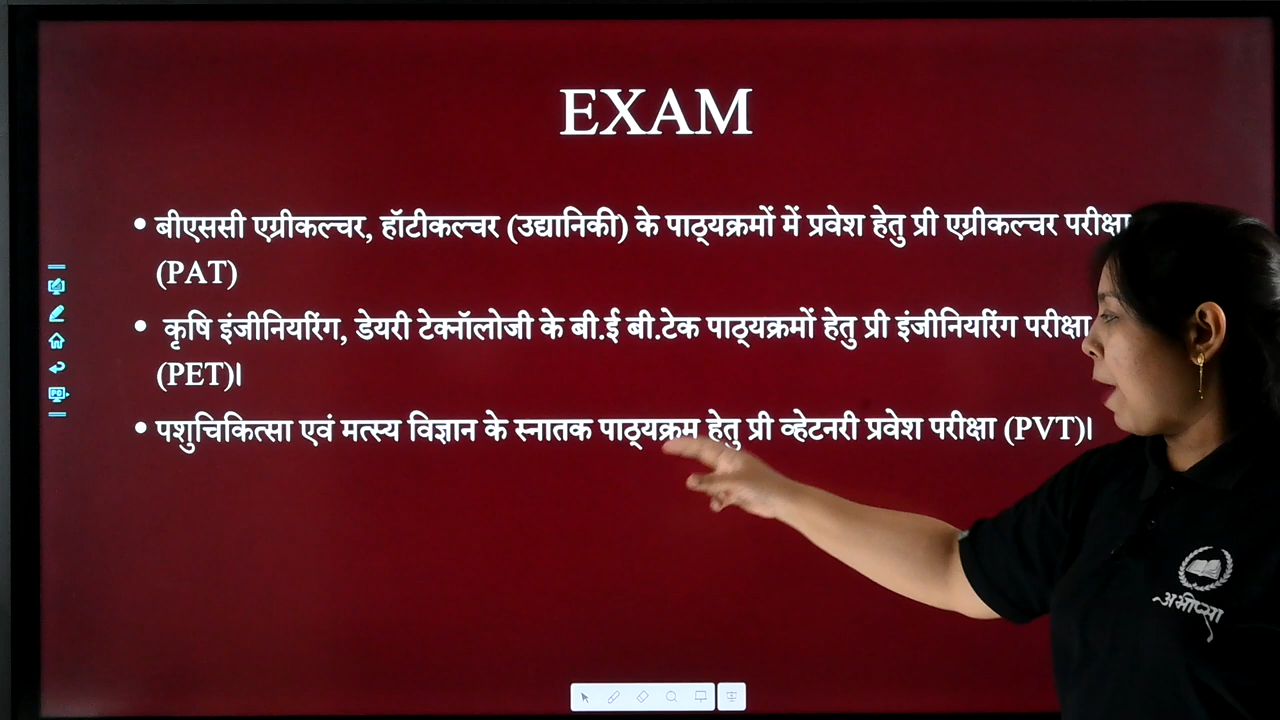 EXAM
• बीएससी एग्रीकल्चर, हॉटीकल्चर (उद्यानिकी) के पाठ्यक्रमों में प्रवेश हेतु प्री एग्रीकल्चर परीक्षा
(PAT)
• कृषि इंजीनियरिंग, डेयरी टेक्नॉलोजी के बी.ई बी.टेक पाठ्यक्रमों हेतु प्री इंजीनियरिंग परीक्षा
(PET)।
• पशुचिकित्सा एवं मत्स्य विज्ञान के स्नातक पाठ्यक्रम हेतु प्री व्हेटनरी प्रवेश परीक्षा (PVT)।
अभीप्सा